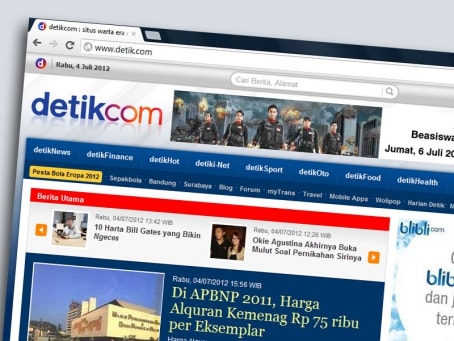 detikcom : situs warta era
www.detik.com
Rabu, 4 Juli 2012
Cari Berita, Alamat
detikcom
Beasiswa
Jumat, 6 Juli 20
detikNews detikFinance detikHot detiki-Net detikSport detikOto detikFood detikHealth
Pesta Bola Eropa 2012 Sepakbola Bandung Surabaya Blog Forum myTrans Travel Mobile Apps Wolipop Harian Detik
Berita Utama
Rabu, 04/07/2012 13:42 WIB
10 Harta Bill Gates yang Bikin
Ngeces
Rabu, 04/07/2012 12:26 WIB
Okie Agustina Akhirnya Buka
Mulut Soal Pernikahan Sirinya
blibli.com
Rabu, 04/07/2012 15:56 WIB
Di APBNP 2011, Harga
Alquran Kemenag Rp 75 ribu
per Eksemplar
blib
dan j